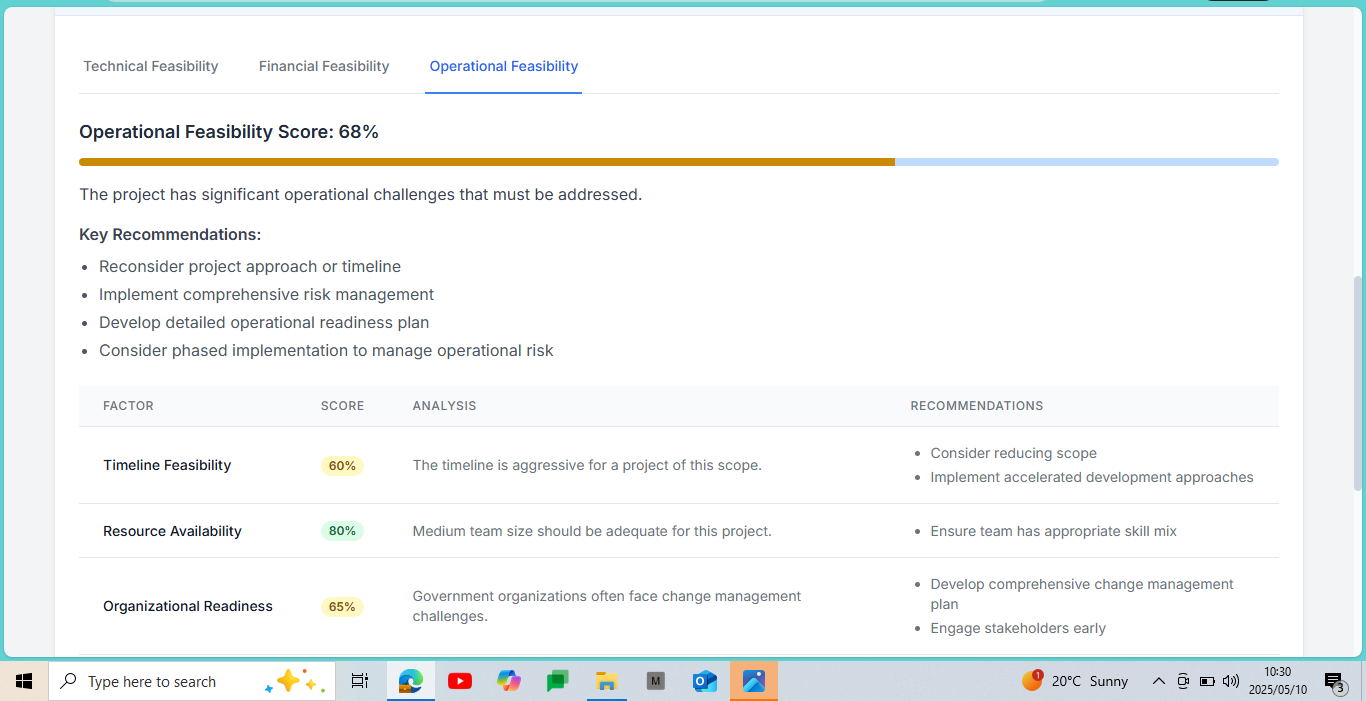 Technical Feasibility
Financial Feasibility
Operational Feasibility
Operational Feasibility Score: 68%
The project has significant operational challenges that must be addressed.
Key Recommendations:
Reconsider project approach or timeline
Implement comprehensive risk management
Develop detailed operational readiness plan
Consider phased implementation to manage operational risk
FACTOR
SCORE
ANALYSIS
RECOMMENDATIONS
Timeline Feasibility
60%
The timeline is aggressive for a project of this scope.
Consider reducing scope
Implement accelerated development approaches
Resource Availability
80%
Medium team size should be adequate for this project.
Ensure team has appropriate skill mix
Organizational Readiness
65%
Government organizations often face change management
challenges.
Develop comprehensive change management
plan
Engage stakeholders early
Type here to search
M
O
1
20°C Sunny
10:30
2025/05/10
3